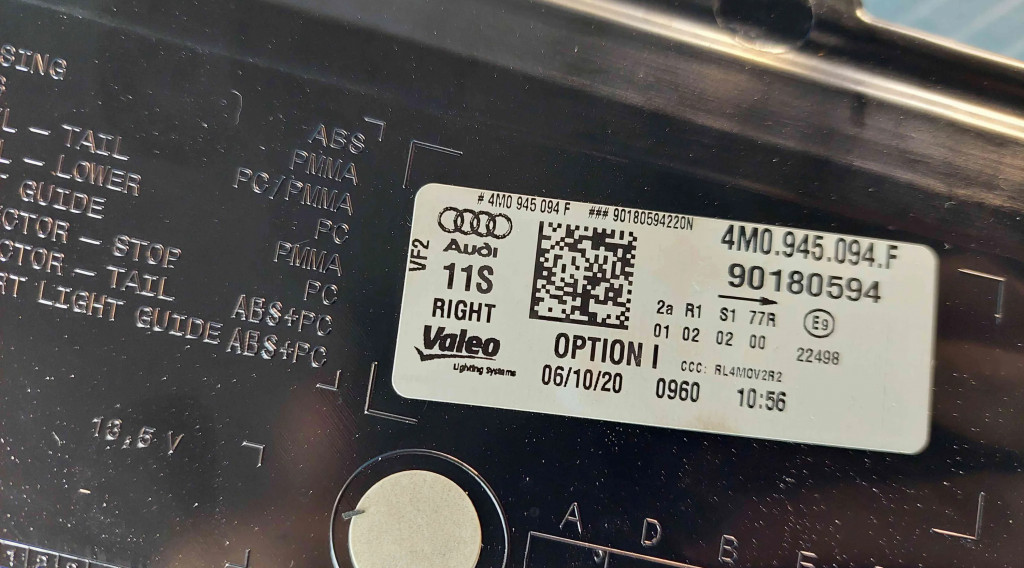 SING
L - TAIL
L - LOWER
GUIDE
CTOR - STOP
CTOR - TAIL
RT LIGHT GUIDE
ABS
PMMA
PC/PMMA
PC
PMMA
PC
ABS+PC
ABS+PC
13,5 V
# 4M0 945 094 F ### 90180594220N
VF2
Audi
11S
RIGHT
Valeo
Lighting Systems
4M0.945.094.F
90180594
2a R1 S1 77R E9
01 02 02 00 22498
OPTION I
CCC: RL4MOV2R2
06/10/20 0960 10:56
A D B